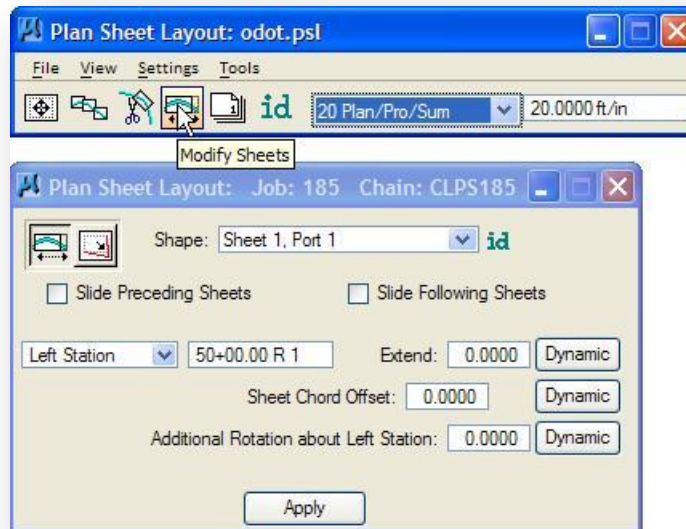 Plan Sheet Layout: odot.psl
File View Settings Tools
id 20 Plan/Pro/Sum 20.0000 ft/in
Modify Sheets
Plan Sheet Layout: Job: 185 Chain: CLPS185
Shape: Sheet 1, Port 1 id
Slide Preceding Sheets Slide Following Sheets
Left Station 50+00.00 R 1 Extend: 0.0000 Dynamic
Sheet Chord Offset: 0.0000 Dynamic
Additional Rotation about Left Station: 0.0000 Dynamic
Apply